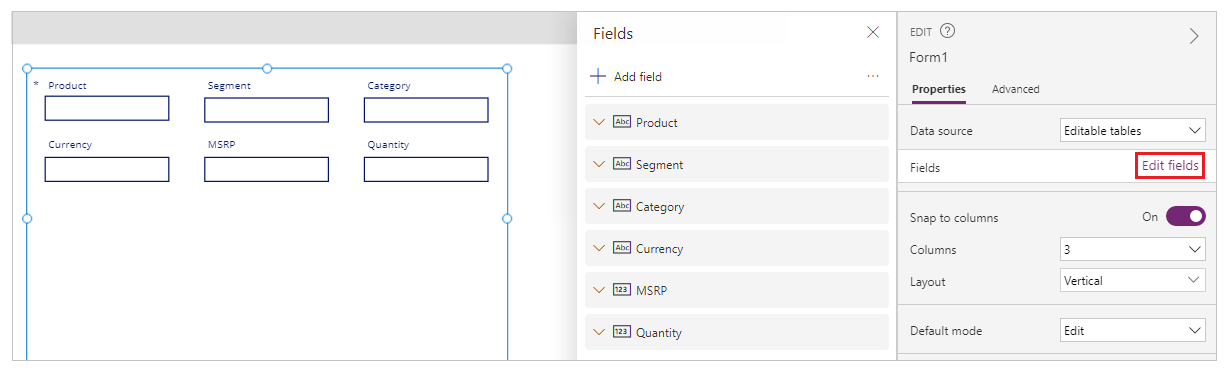 * Product Segment Category
Currency MSRP Quantity
Fields
+ Add field ...
Abc Product
Abc Segment
Abc Category
Abc Currency
123 MSRP
123 Quantity
EDIT ?
Form1
Properties Advanced
Data source Editable tables
Fields Edit fields
Snap to columns On
Columns 3
Layout Vertical
Default mode Edit